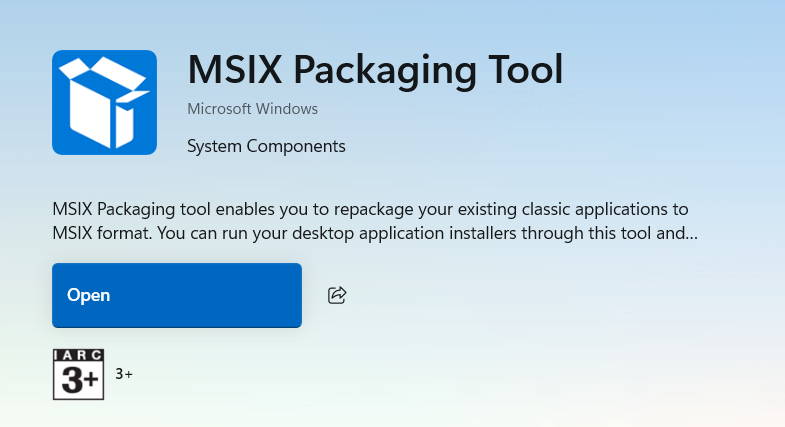 MSIX Packaging Tool
Microsoft Windows
System Components
MSIX Packaging tool enables you to repackage your existing classic applications to
MSIX format. You can run your desktop application installers through this tool and...
Open
IARC
3+
3+